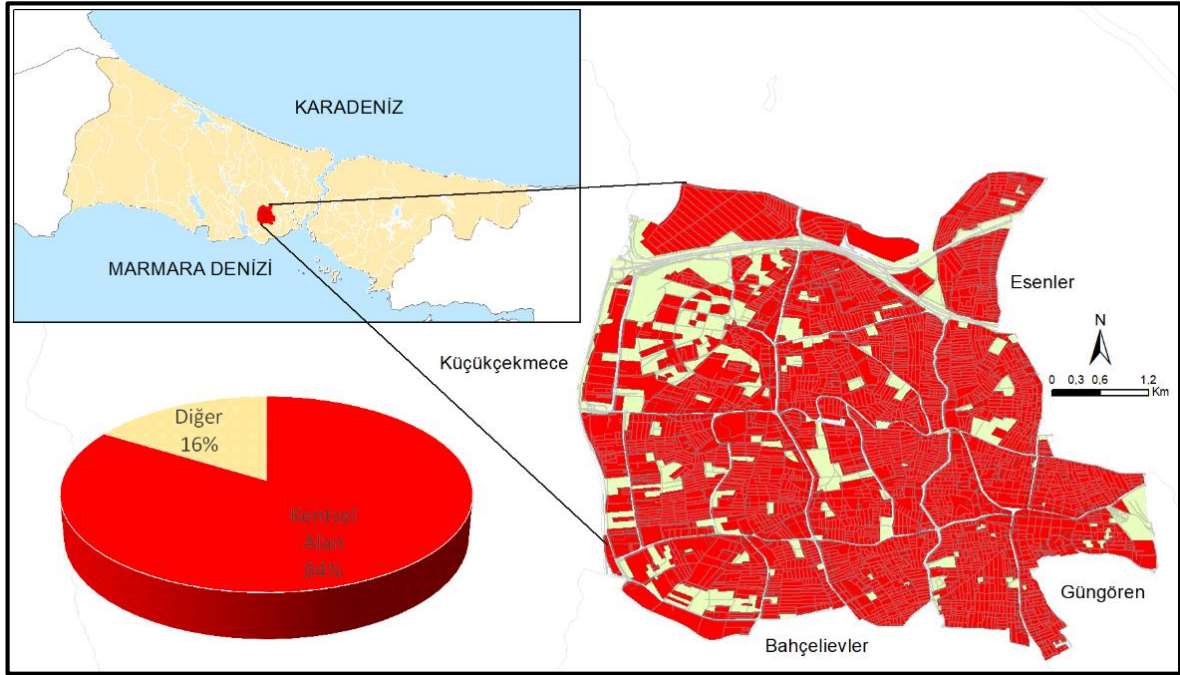 KARADENİZ
MARMARA DENİZİ
Esenler
N
0 0,3 0,6 1,2
Km
Küçükçekmece
Diğer
16%
Kentsel
Alan
84%
Güngören
Bahçelievler